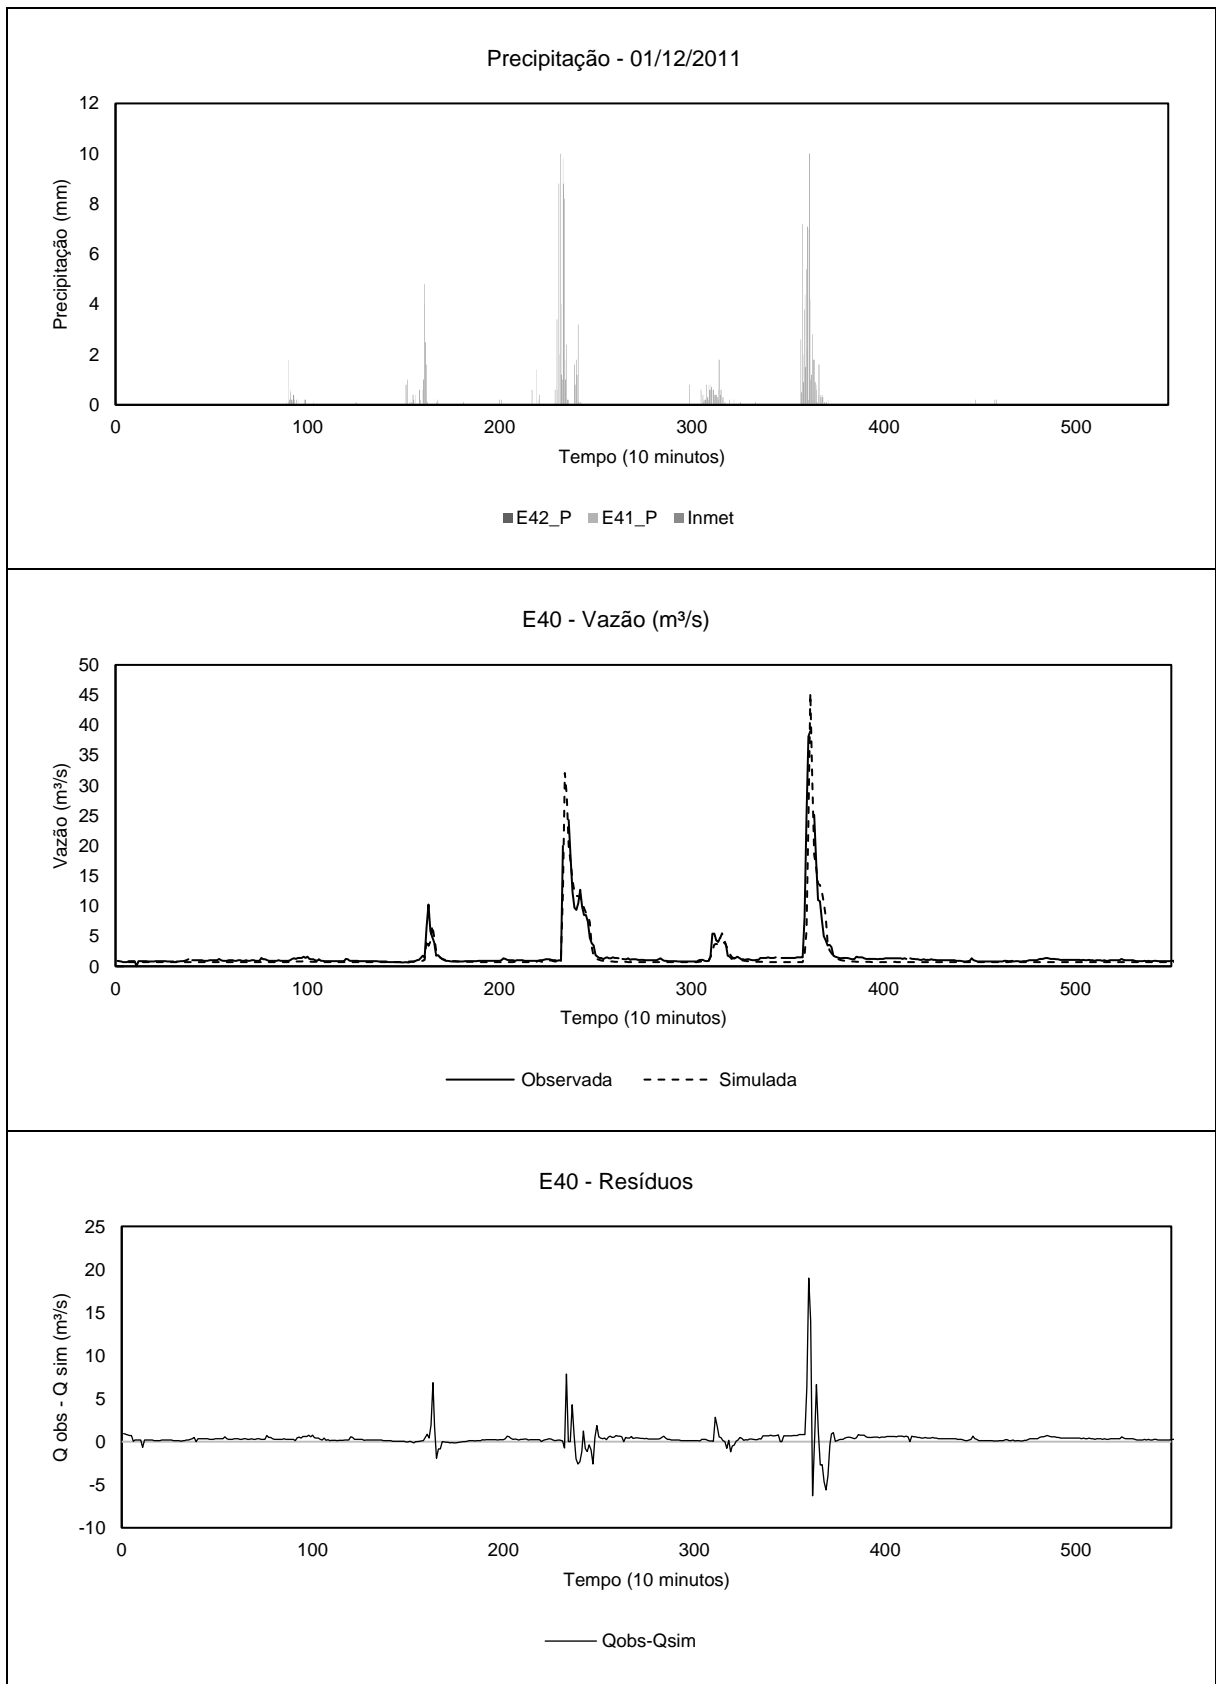 Precipitação - 01/12/2011
12
10
8
6
4
2
0
Precipitação (mm)
0 100 200 300 400 500
Tempo (10 minutos)
E42_P E41_P Inmet
E40 - Vazão (m³/s)
50
45
40
35
30
25
20
15
10
5
0
Vazão (m³/s)
0 100 200 300 400 500
Tempo (10 minutos)
Observada Simulada
E40 - Resíduos
25
20
15
10
5
0
-5
-10
Q obs - Q sim (m³/s)
0 100 200 300 400 500
Tempo (10 minutos)
Qobs-Qsim